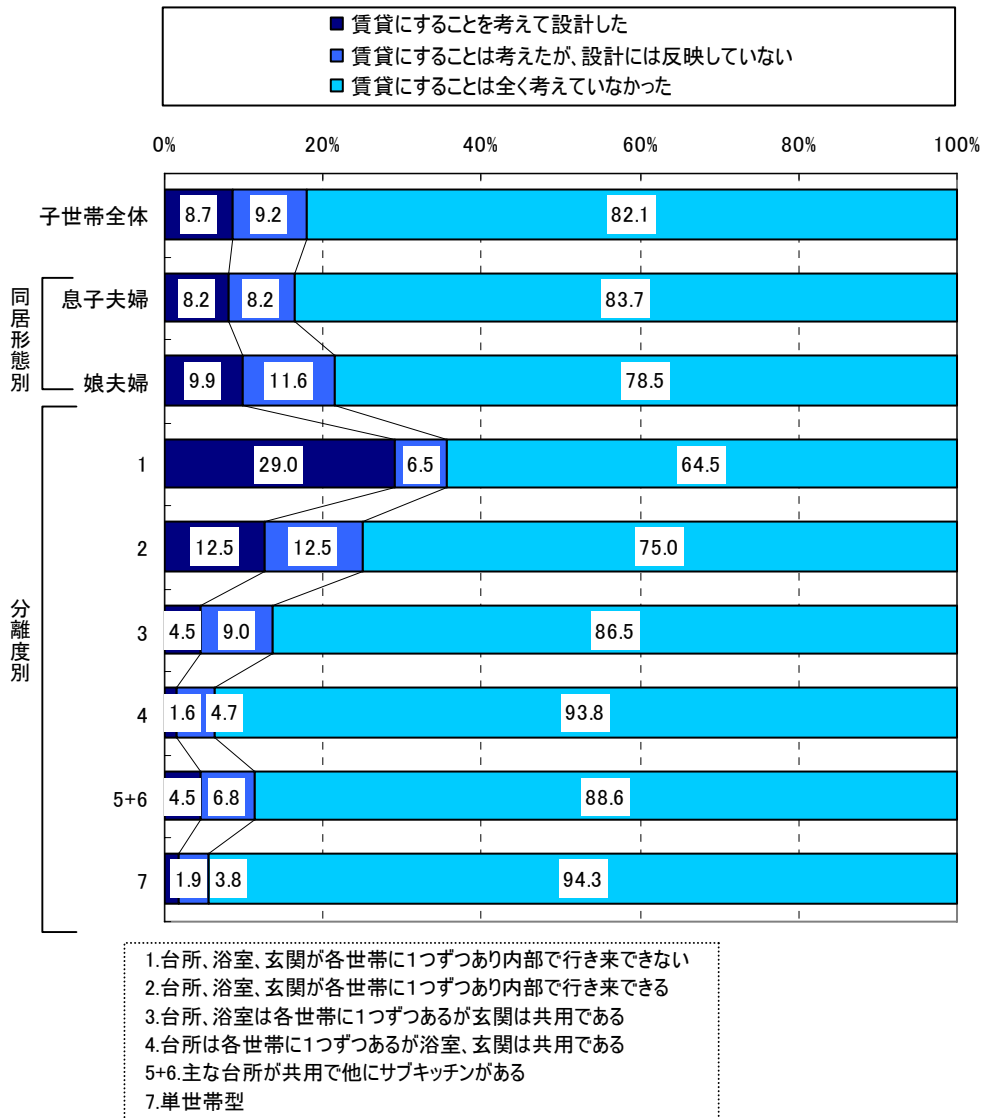 賃貸にすることを考えて設計した
賃貸にすることは考えたが、設計には反映していない
賃貸にすることは全く考えていなかった
0% 20% 40% 60% 80% 100%
子世帯全体 8.7 9.2 82.1
同居形態別
息子夫婦 8.2 8.2 83.7
娘夫婦 9.9 11.6 78.5
分離度別
1 29.0 6.5 64.5
2 12.5 12.5 75.0
3 4.5 9.0 86.5
4 1.6 4.7 93.8
5+6 4.5 6.8 88.6
7 1.9 3.8 94.3
1.台所、浴室、玄関が各世帯に1つずつあり内部で行き来できない
2.台所、浴室、玄関が各世帯に1つずつあり内部で行き来できる
3.台所、浴室は各世帯に1つずつあるが玄関は共用である
4.台所は各世帯に1つずつあるが浴室、玄関は共用である
5+6.主な台所が共用で他にサブキッチンがある
7.単世帯型